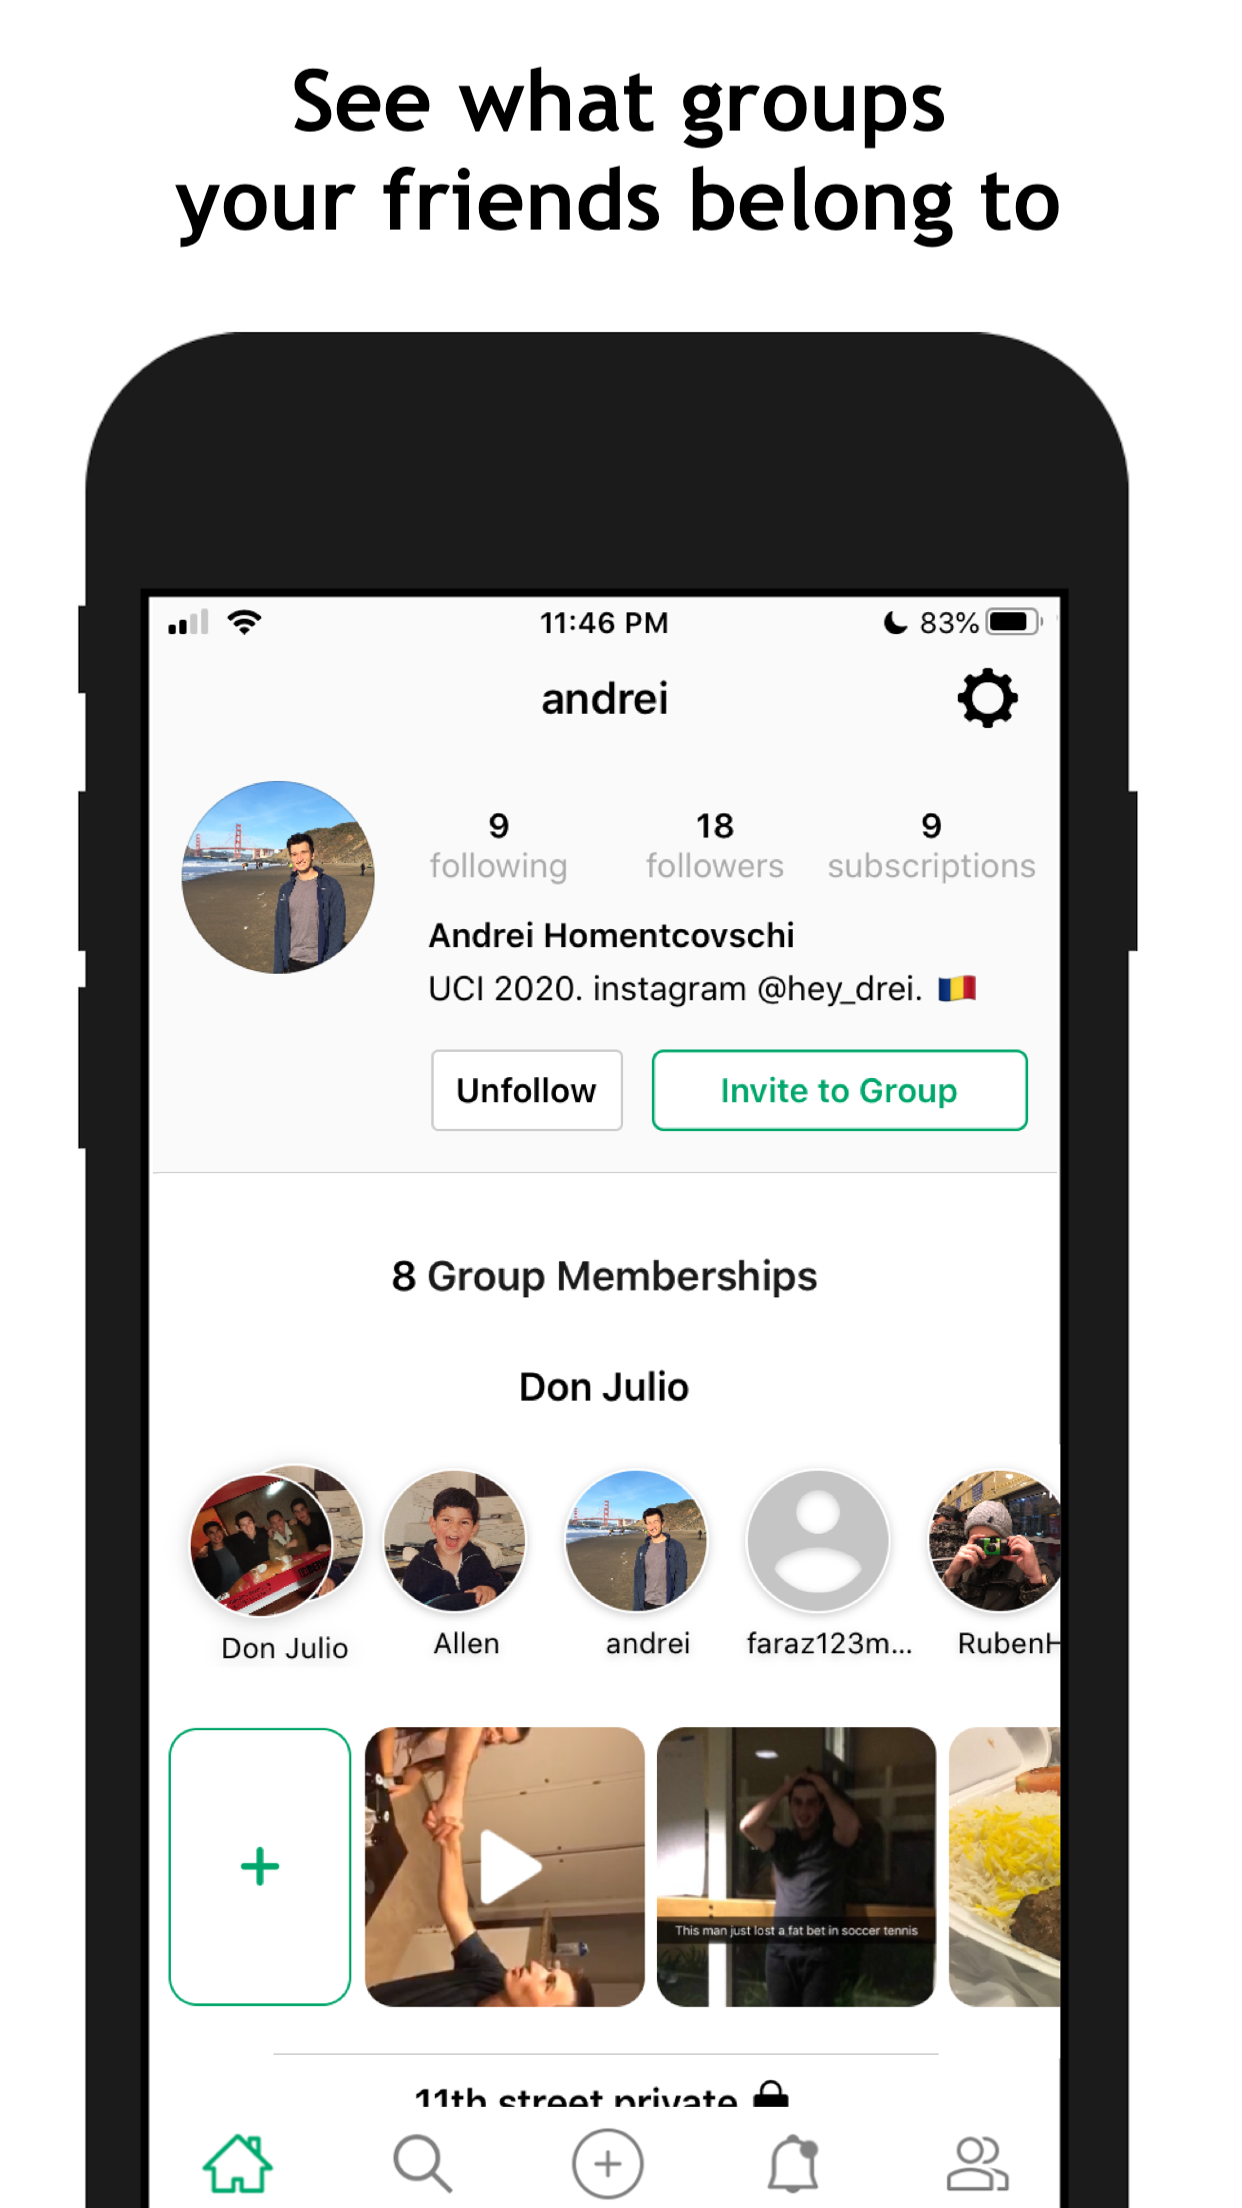 See what groups
your friends belong to
11:46 PM
83%
andrei
9
18
9
following
followers
subscriptions
Andrei Homentcovschi
UCI 2020. instagram @hey_drei. 🇷🇴
Unfollow
Invite to Group
8 Group Memberships
Don Julio
Don Julio
Allen
andrei
faraz123m...
RubenH
This man just lost a fat bet in soccer tennis
11th street private